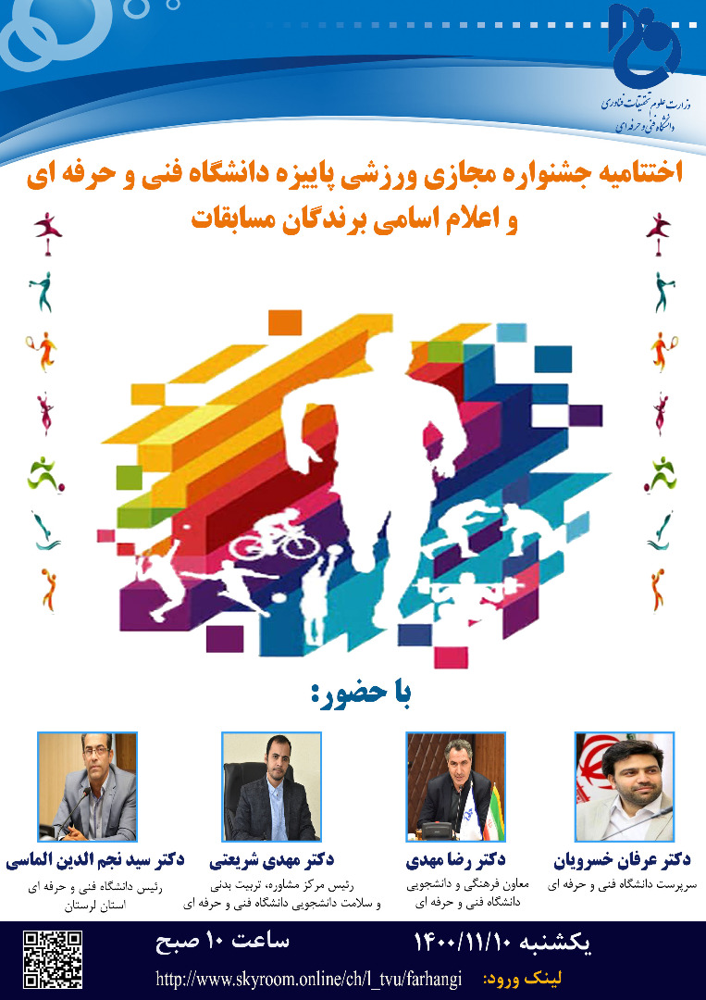 وزارت علوم تحقیقات فناوری
دانشگاه فنی و حرفه ای
اختتامیه جشنواره مجازی ورزشی پاییزه دانشگاه فنی و حرفه ای
و اعلام اسامی برندگان مسابقات
با حضور:
دکتر عرفان خسرویان
سرپرست دانشگاه فنی و حرفه ای
دکتر رضا مهدی
معاون فرهنگی و دانشجویی
دانشگاه فنی و حرفه ای
دکتر مهدی شریعتی
رئیس مرکز مشاوره، تربیت بدنی
و سلامت دانشجویی دانشگاه فنی و حرفه ای
دکتر سید نجم الدین الماسی
رئیس دانشگاه فنی و حرفه ای
استان لرستان
یکشنبه ۱۴۰۰/۱۱/۱۰
ساعت ۱۰ صبح
لینک ورود: http://www.skyroom.online/ch/l_tvu/farhangi